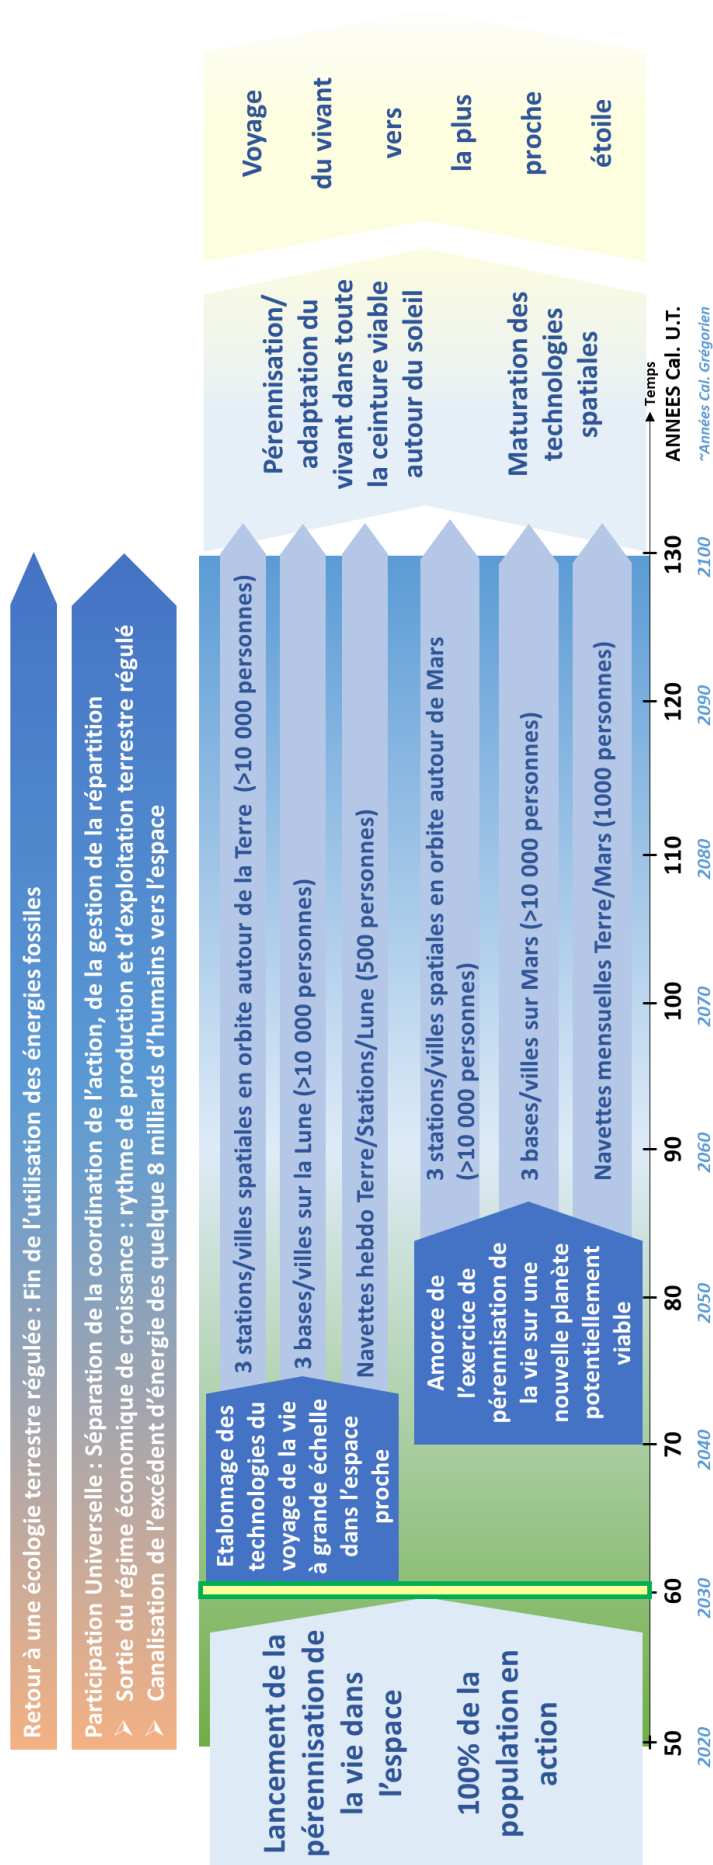 Retour à une écologie terrestre régulée : Fin de l'utilisation des énergies fossiles
Participation Universelle : Séparation de la coordination de l'action, de la gestion de la répartition
➢ Sortie du régime économique de croissance : rythme de production et d'exploitation terrestre régulé
➢ Canalisation de l'excédent d'énergie des quelque 8 milliards d'humains vers l'espace
Lancement de la
pérennisation de
la vie dans
l'espace
100% de la
population en
action
Etalonnage des
technologies du
voyage de la vie
à grande échelle
dans l'espace
proche
3 stations/villes spatiales en orbite autour de la Terre (>10 000 personnes)
3 bases/villes sur la Lune (>10 000 personnes)
Navettes hebdo Terre/Stations/Lune (500 personnes)
Amorce de
l'exercice de
pérennisation de
la vie sur une
nouvelle planète
potentiellement
viable
3 stations/villes spatiales en orbite autour de Mars
(>10 000 personnes)
3 bases/villes sur Mars (>10 000 personnes)
Navettes mensuelles Terre/Mars (1000 personnes)
Pérennisation/
adaptation du
vivant dans toute
la ceinture viable
autour du soleil
Maturation des
technologies
spatiales
Voyage
du vivant
vers
la plus
proche
étoile
Temps
50 60 70 80 90 100 110 120 130 ANNEES Cal. U.T.
2020 2030 2040 2050 2060 2070 2080 2090 2100 ~Années Cal. Grégorien